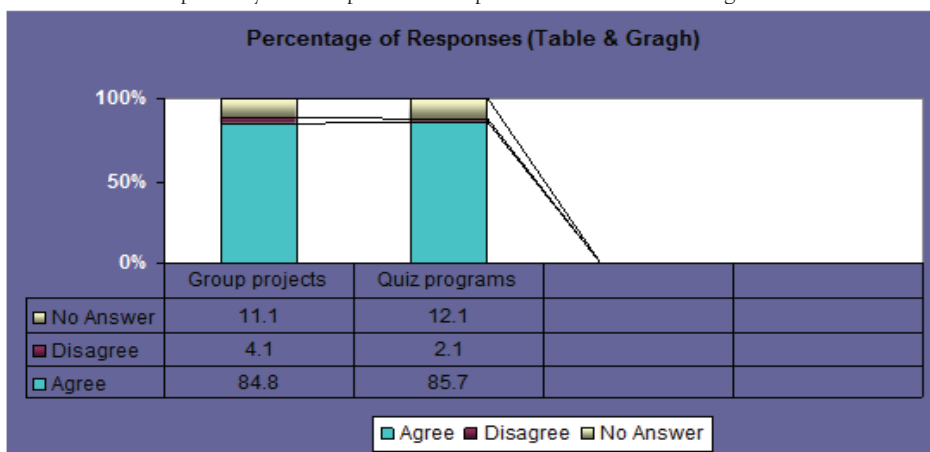 Percentage of Responses (Table & Gragh)
100%
50%
0%
Group projects Quiz programs
No Answer 11.1 12.1
Disagree 4.1 2.1
Agree 84.8 85.7
Agree Disagree No Answer